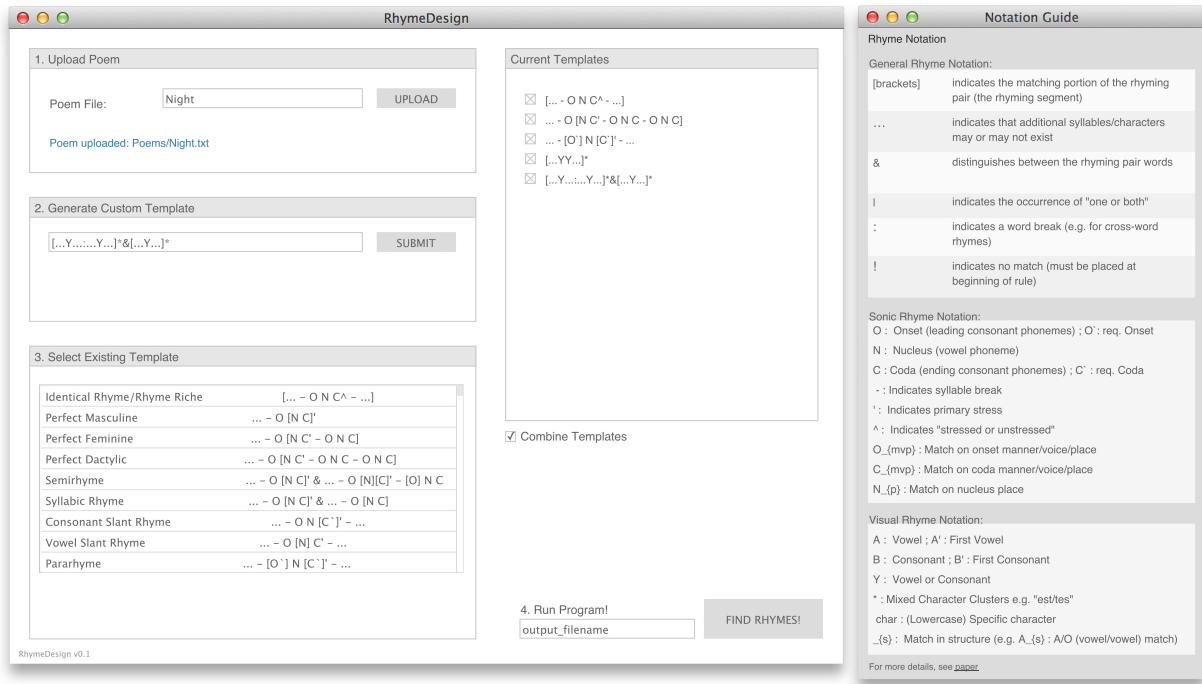 RhymeDesign
1. Upload Poem
Poem File:
Night
UPLOAD
Poem uploaded: Poems/Night.txt
2. Generate Custom Template
[...Y...:...Y...]*&[...Y...]*
SUBMIT
3. Select Existing Template
Identical Rhyme/Rhyme Riche [... – O N C^ – ...]
Perfect Masculine ... – O [N C]'
Perfect Feminine ... – O [N C' – O N C]
Perfect Dactylic ... – O [N C' – O N C – O N C]
Semirhyme ... – O [N C]' & ... – O [N][C]' – [O] N C
Syllabic Rhyme ... – O [N C]' & ... – O [N C]
Consonant Slant Rhyme ... – O N [C`]' – ...
Vowel Slant Rhyme ... – O [N] C' – ...
Pararhyme ... – [O`] N [C`]' – ...
RhymeDesign v0.1
Current Templates
[... - O N C^ - ...]
... - O [N C' - O N C - O N C]
... - [O`] N [C`]' - ...
[...YY...]*
[...Y...:...Y...]*&[...Y...]*
Combine Templates
4. Run Program!
output_filename
FIND RHYMES!
Notation Guide
Rhyme Notation
General Rhyme Notation:
[brackets] indicates the matching portion of the rhyming
pair (the rhyming segment)
... indicates that additional syllables/characters
may or may not exist
& distinguishes between the rhyming pair words
| indicates the occurrence of "one or both"
: indicates a word break (e.g. for cross-word
rhymes)
! indicates no match (must be placed at
beginning of rule)
Sonic Rhyme Notation:
O : Onset (leading consonant phonemes) ; O`: req. Onset
N : Nucleus (vowel phoneme)
C : Coda (ending consonant phonemes) ; C` : req. Coda
- : Indicates syllable break
' : Indicates primary stress
^ : Indicates "stressed or unstressed"
O_{mvp} : Match on onset manner/voice/place
C_{mvp} : Match on coda manner/voice/place
N_{p} : Match on nucleus place
Visual Rhyme Notation:
A : Vowel ; A' : First Vowel
B : Consonant ; B' : First Consonant
Y : Vowel or Consonant
* : Mixed Character Clusters e.g. "est/tes"
char : (Lowercase) Specific character
_{s} : Match in structure (e.g. A_{s} : A/O (vowel/vowel) match)
For more details, see paper